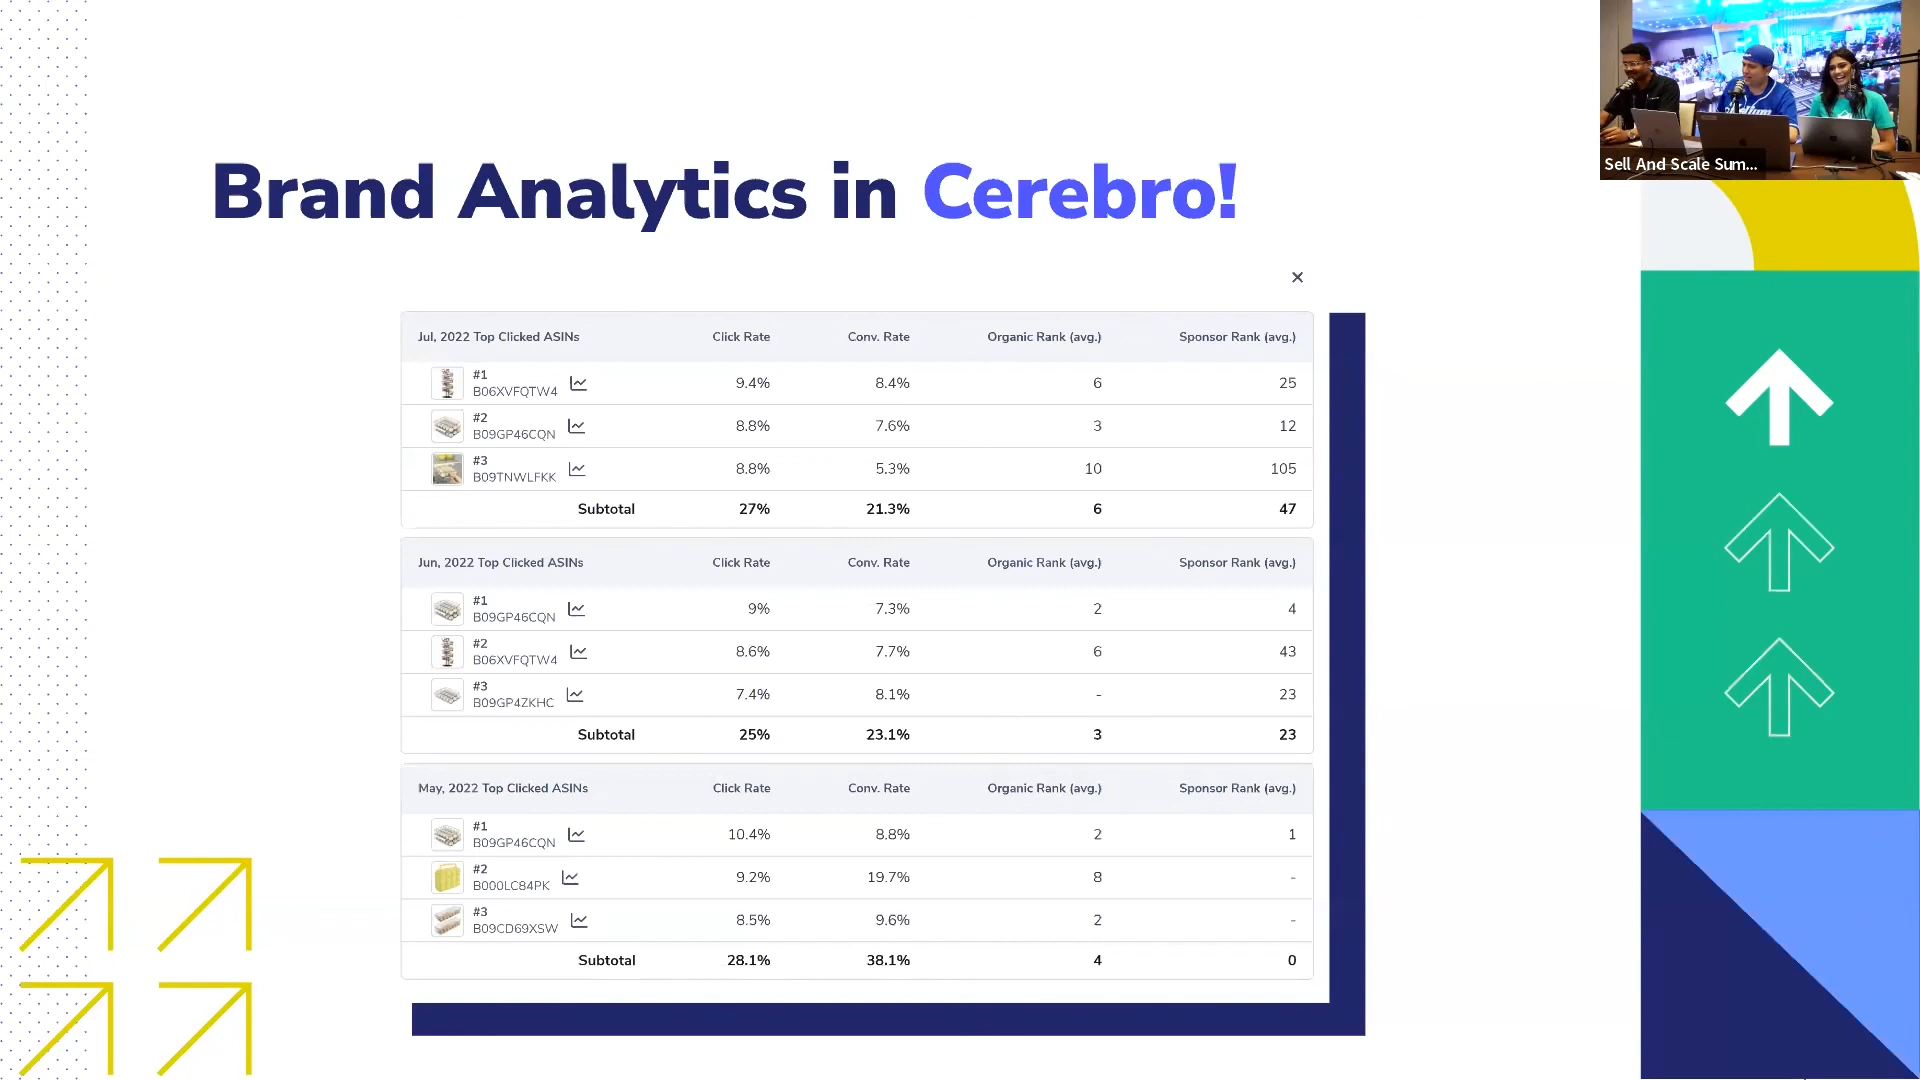 Sell And Scale Sum...
Brand Analytics in Cerebro!
Jul, 2022 Top Clicked ASINs Click Rate Conv. Rate Organic Rank (avg.) Sponsor Rank (avg.)
#1
B06XVFQTW4 9.4% 8.4% 6 25
#2
B09GP46CQN 8.8% 7.6% 3 12
#3
B09TNWLFKK 8.8% 5.3% 10 105
Subtotal 27% 21.3% 6 47
Jun, 2022 Top Clicked ASINs Click Rate Conv. Rate Organic Rank (avg.) Sponsor Rank (avg.)
#1
B09GP46CQN 9% 7.3% 2 4
#2
B06XVFQTW4 8.6% 7.7% 6 43
#3
B09GP4ZKHC 7.4% 8.1% - 23
Subtotal 25% 23.1% 3 23
May, 2022 Top Clicked ASINs Click Rate Conv. Rate Organic Rank (avg.) Sponsor Rank (avg.)
#1
B09GP46CQN 10.4% 8.8% 2 1
#2
B000LC84PK 9.2% 19.7% 8 -
#3
B09CD69XSW 8.5% 9.6% 2 -
Subtotal 28.1% 38.1% 4 0